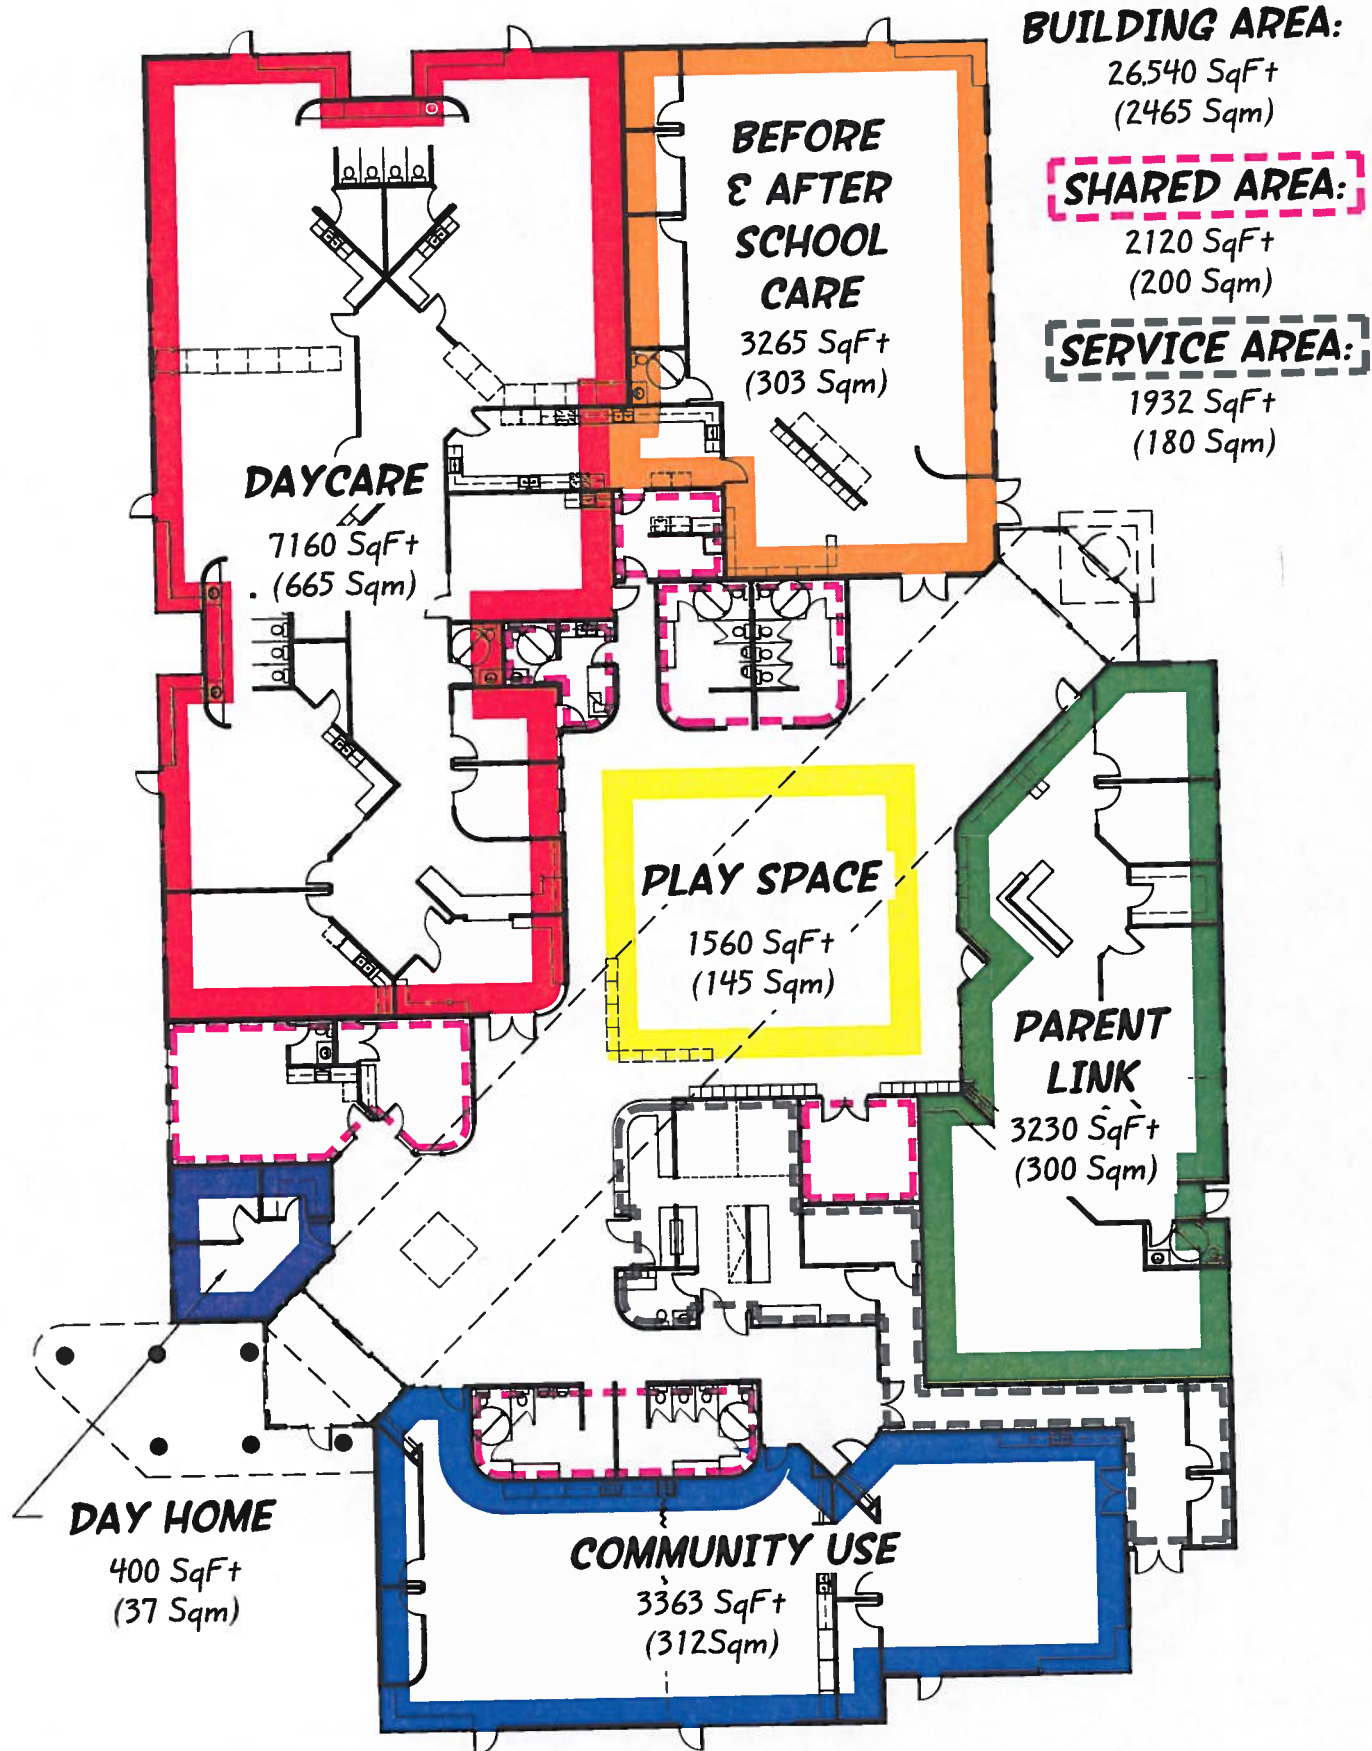 BUILDING AREA:
26,540 SqFt
(2465 Sqm)
SHARED AREA:
2120 SqFt
(200 Sqm)
SERVICE AREA:
1932 SqFt
(180 Sqm)
BEFORE
& AFTER
SCHOOL
CARE
3265 SqFt
(303 Sqm)
DAYCARE
7160 SqFt
(665 Sqm)
PLAY SPACE
1560 SqFt
(145 Sqm)
PARENT
LINK
3230 SqFt
(300 Sqm)
DAY HOME
400 SqFt
(37 Sqm)
COMMUNITY USE
3363 SqFt
(312Sqm)